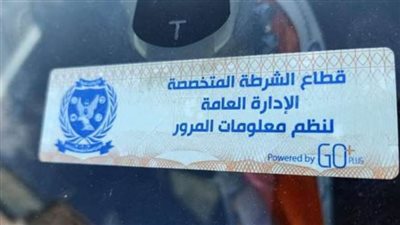 قطاع الشرطة المتخصصة
الإدارة العامة
لنظم معلومات المرور
Powered by GO+ PLUS
T